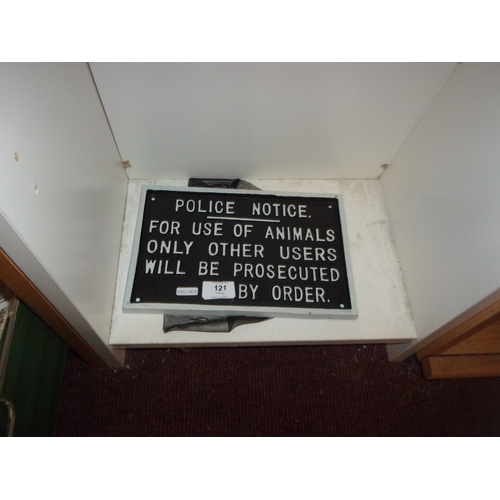 POLICE NOTICE.
FOR USE OF ANIMALS
ONLY OTHER USERS
WILL BE PROSECUTED
BY ORDER.
121